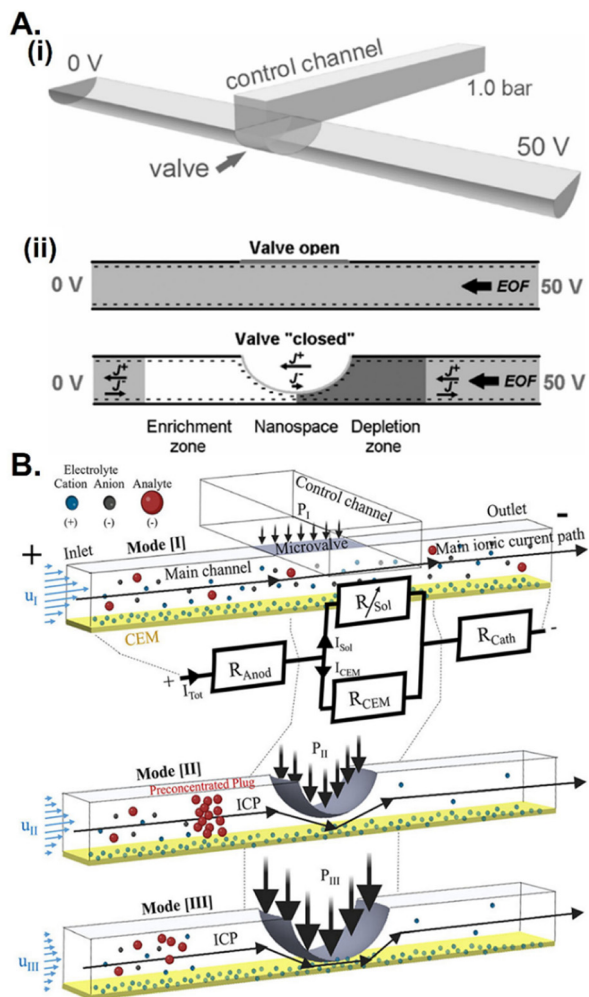 A.
(i)
0 V
control channel
1.0 bar
valve
50 V
(ii)
Valve open
0 V
EOF
50 V
Valve "closed"
0 V
J+
J-
J+
J-
J+
J-
EOF
50 V
Enrichment zone
Nanospace
Depletion zone
B.
Electrolyte
Cation Anion Analyte
(+) (-) (-)
Control channel
PI
Outlet
-
+
Inlet
Mode [I]
Microvalve
Main ionic current path
uI
Main channel
CEM
RSol
ISol
+
ITot
RAnod
ICEM
RCEM
RCath
-
Mode [II]
PII
Preconcentrated Plug
ICP
uII
Mode [III]
PIII
ICP
uIII